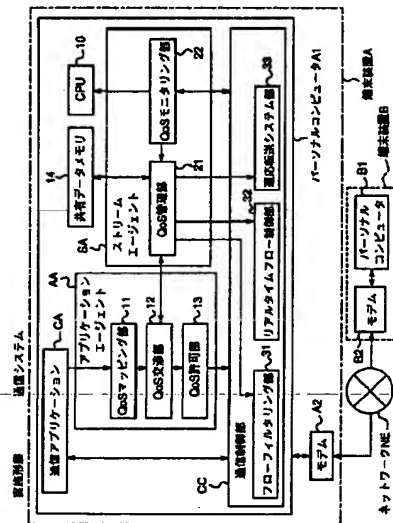 実施形態 通信システム
通信アプリケーション
CA
AA
アプリケーション
エージェント
QoSマッピング部
11
QoS交渉部
12
QoS許可部
13
共有データメモリ
14
CPU
10
SA
ストリーム
エージェント
QoS管理部
21
QoSモニタリング部
22
CC
通信制御部
フローフィルタリング部
31
リアルタイムフロー制御部
32
適応転送システム部
33
パーソナルコンピュータA1
端末装置A
モデム
A2
ネットワークNE
モデム
B2
パーソナル
コンピュータ
B1
端末装置B